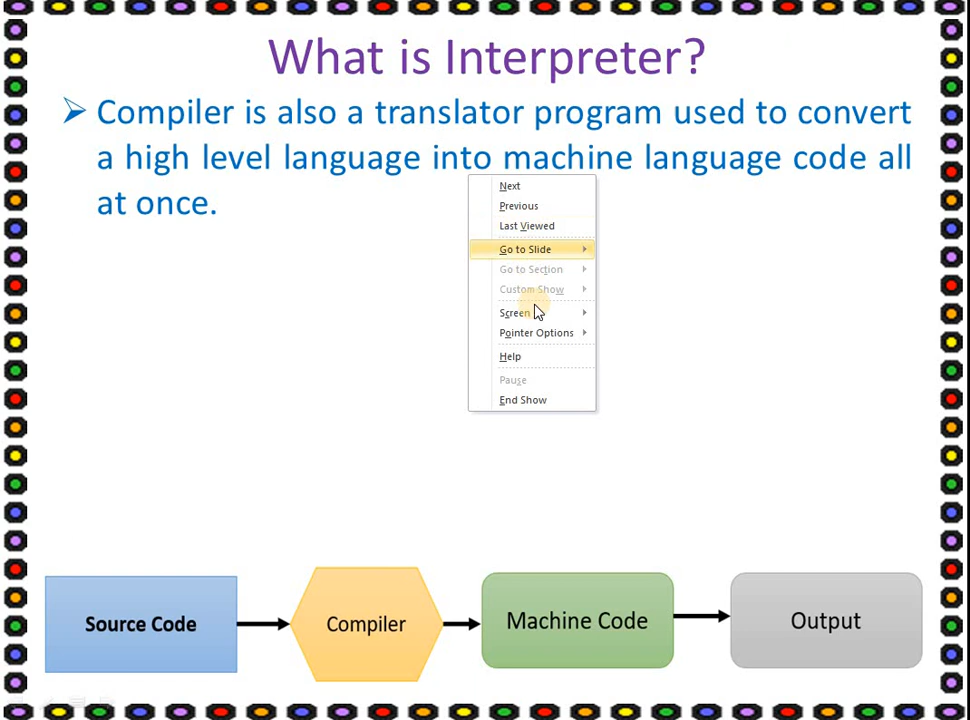 What is Interpreter?
➢ Compiler is also a translator program used to convert
a high level language into machine language code all
at once.
Next
Previous
Last Viewed
Go to Slide
Go to Section
Custom Show
Screen
Pointer Options
Help
Pause
End Show
Source Code
Compiler
Machine Code
Output